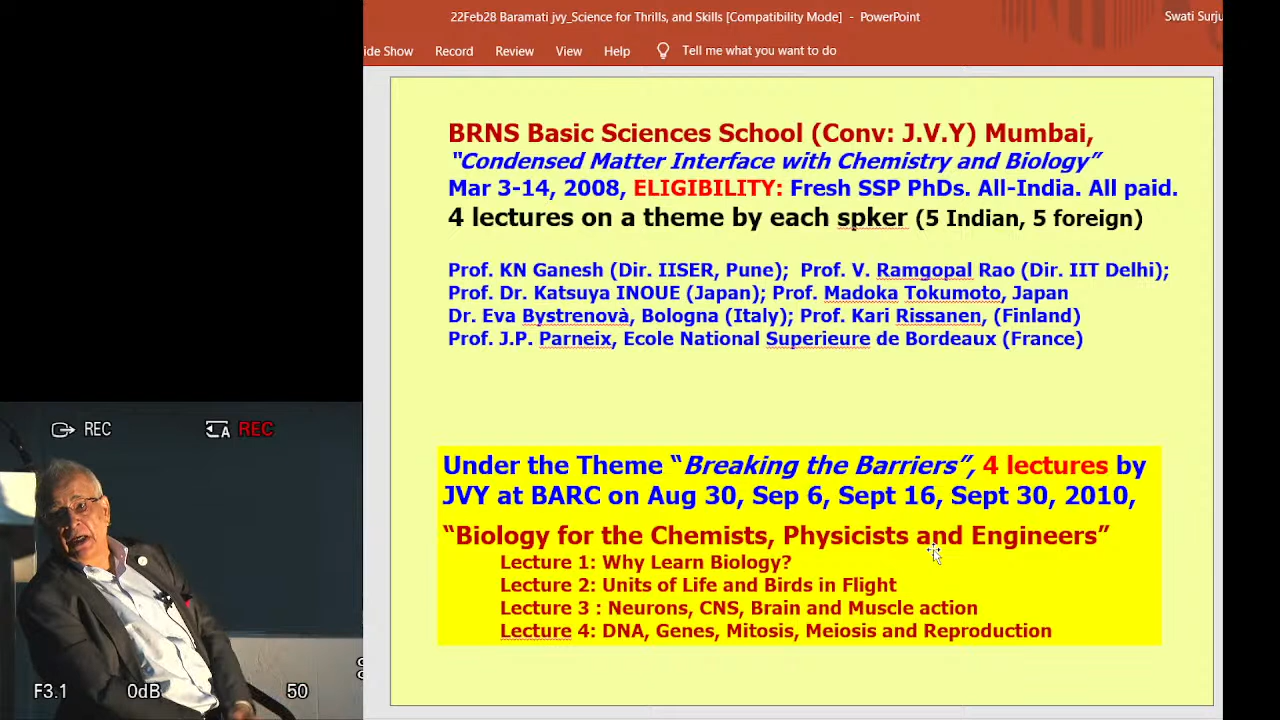 22Feb28 Baramati jvy_Science for Thrills, and Skills [Compatibility Mode] - PowerPoint
Swati Surju
ide Show Record Review View Help Tell me what you want to do
BRNS Basic Sciences School (Conv: J.V.Y) Mumbai,
“Condensed Matter Interface with Chemistry and Biology”
Mar 3-14, 2008, ELIGIBILITY: Fresh SSP PhDs. All-India. All paid.
4 lectures on a theme by each spker (5 Indian, 5 foreign)
Prof. KN Ganesh (Dir. IISER, Pune); Prof. V. Ramgopal Rao (Dir. IIT Delhi);
Prof. Dr. Katsuya INOUE (Japan); Prof. Madoka Tokumoto, Japan
Dr. Eva Bystrenovà, Bologna (Italy); Prof. Kari Rissanen, (Finland)
Prof. J.P. Parneix, Ecole National Superieure de Bordeaux (France)
Under the Theme “Breaking the Barriers”, 4 lectures by
JVY at BARC on Aug 30, Sep 6, Sept 16, Sept 30, 2010,
“Biology for the Chemists, Physicists and Engineers”
Lecture 1: Why Learn Biology?
Lecture 2: Units of Life and Birds in Flight
Lecture 3 : Neurons, CNS, Brain and Muscle action
Lecture 4: DNA, Genes, Mitosis, Meiosis and Reproduction
REC A REC
F3.1 0dB 50